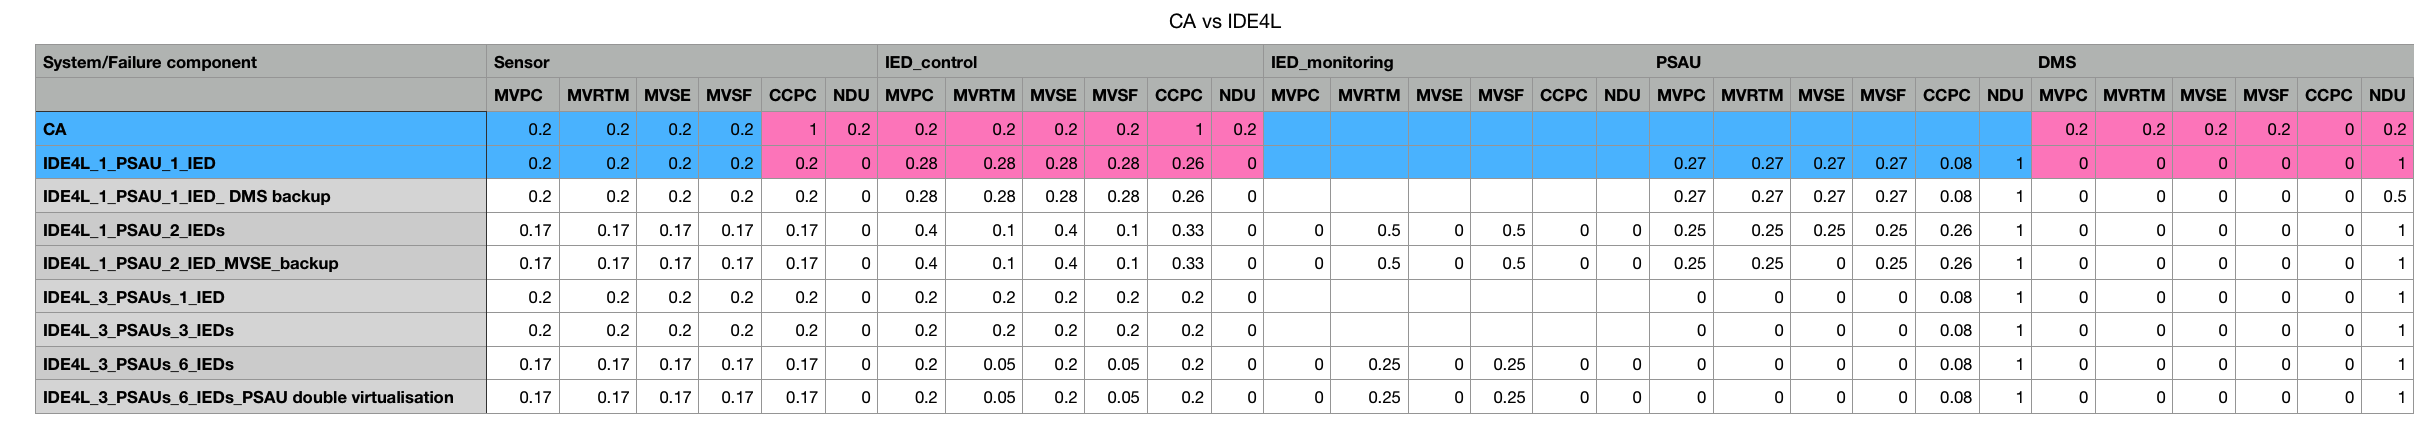 CA vs IDE4L
System/Failure component Sensor IED_control IED_monitoring PSAU DMS
MVPC MVRTM MVSE MVSF CCPC NDU MVPC MVRTM MVSE MVSF CCPC NDU MVPC MVRTM MVSE MVSF CCPC NDU MVPC MVRTM MVSE MVSF CCPC NDU MVPC MVRTM MVSE MVSF CCPC NDU
CA 0.2 0.2 0.2 0.2 1 0.2 0.2 0.2 0.2 0.2 1 0.2 0.2 0.2 0.2 0.2 0 0.2
IDE4L_1_PSAU_1_IED 0.2 0.2 0.2 0.2 0.2 0 0.28 0.28 0.28 0.28 0.26 0 0.27 0.27 0.27 0.27 0.08 1 0 0 0 0 0 1
IDE4L_1_PSAU_1_IED_ DMS backup 0.2 0.2 0.2 0.2 0.2 0 0.28 0.28 0.28 0.28 0.26 0 0.27 0.27 0.27 0.27 0.08 1 0 0 0 0 0 0.5
IDE4L_1_PSAU_2_IEDs 0.17 0.17 0.17 0.17 0.17 0 0.4 0.1 0.4 0.1 0.33 0 0 0.5 0 0.5 0 0 0.25 0.25 0.25 0.25 0.26 1 0 0 0 0 0 1
IDE4L_1_PSAU_2_IED_MVSE_backup 0.17 0.17 0.17 0.17 0.17 0 0.4 0.1 0.4 0.1 0.33 0 0 0.5 0 0.5 0 0 0.25 0.25 0 0.25 0.26 1 0 0 0 0 0 1
IDE4L_3_PSAUs_1_IED 0.2 0.2 0.2 0.2 0.2 0 0.2 0.2 0.2 0.2 0.2 0 0 0 0 0 0.08 1 0 0 0 0 0 1
IDE4L_3_PSAUs_3_IEDs 0.2 0.2 0.2 0.2 0.2 0 0.2 0.2 0.2 0.2 0.2 0 0 0 0 0 0.08 1 0 0 0 0 0 1
IDE4L_3_PSAUs_6_IEDs 0.17 0.17 0.17 0.17 0.17 0 0.2 0.05 0.2 0.05 0.2 0 0 0.25 0 0.25 0 0 0 0 0 0 0.08 1 0 0 0 0 0 1
IDE4L_3_PSAUs_6_IEDs_PSAU double virtualisation 0.17 0.17 0.17 0.17 0.17 0 0.2 0.05 0.2 0.05 0.2 0 0 0.25 0 0.25 0 0 0 0 0 0 0.08 1 0 0 0 0 0 1